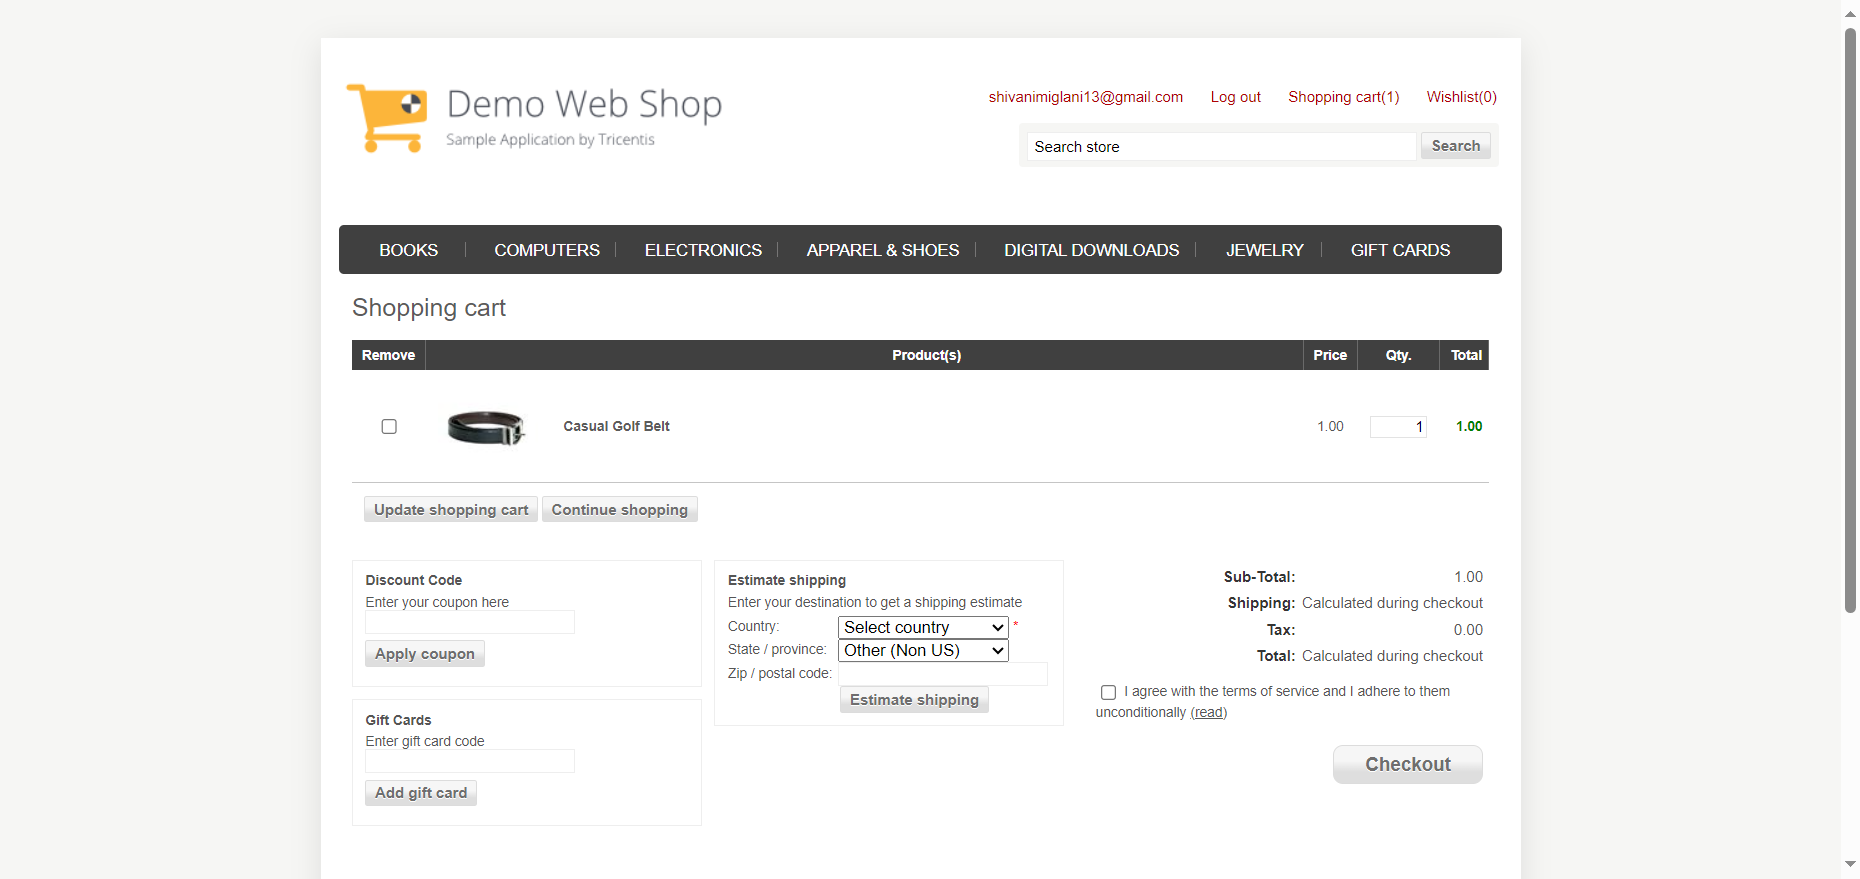 Demo Web Shop
Sample Application by Tricentis
shivanimiglani13@gmail.com Log out Shopping cart(1) Wishlist(0)
Search store Search
BOOKS COMPUTERS ELECTRONICS APPAREL & SHOES DIGITAL DOWNLOADS JEWELRY GIFT CARDS
Shopping cart
Remove Product(s) Price Qty. Total
Casual Golf Belt 1.00 1 1.00
Update shopping cart Continue shopping
Discount Code
Enter your coupon here
Apply coupon
Gift Cards
Enter gift card code
Add gift card
Estimate shipping
Enter your destination to get a shipping estimate
Country: Select country *
State / province: Other (Non US)
Zip / postal code:
Estimate shipping
Sub-Total: 1.00
Shipping: Calculated during checkout
Tax: 0.00
Total: Calculated during checkout
I agree with the terms of service and I adhere to them
unconditionally (read)
Checkout